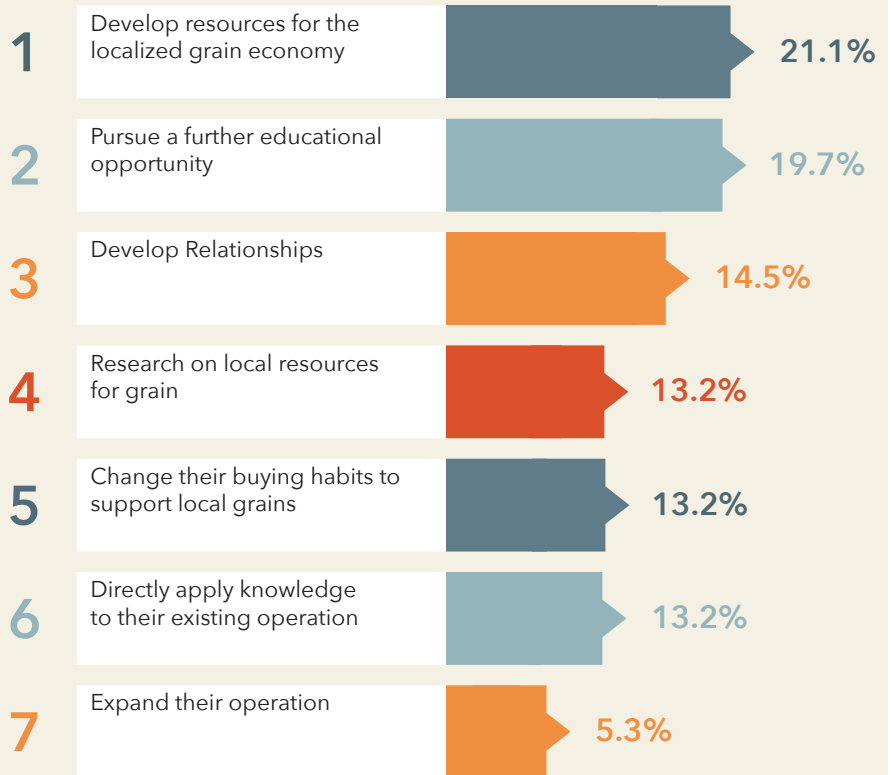 1
Develop resources for the
localized grain economy
21.1%
2
Pursue a further educational
opportunity
19.7%
3
Develop Relationships
14.5%
4
Research on local resources
for grain
13.2%
5
Change their buying habits to
support local grains
13.2%
6
Directly apply knowledge
to their existing operation
13.2%
7
Expand their operation
5.3%